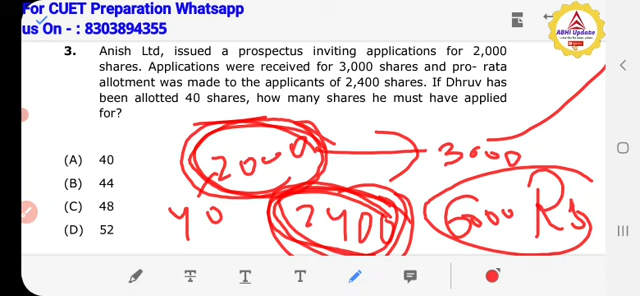 For CUET Preparation Whatsapp
us On - : 8303894355
ABHI Update
3. Anish Ltd, issued a prospectus inviting applications for 2,000
shares. Applications were received for 3,000 shares and pro- rata
allotment was made to the applicants of 2,400 shares. If Dhruv has
been allotted 40 shares, how many shares he must have applied
for?
(A) 40
(B) 44
(C) 48
(D) 52
2000
3000
40
2400
6000 Rs
T T T